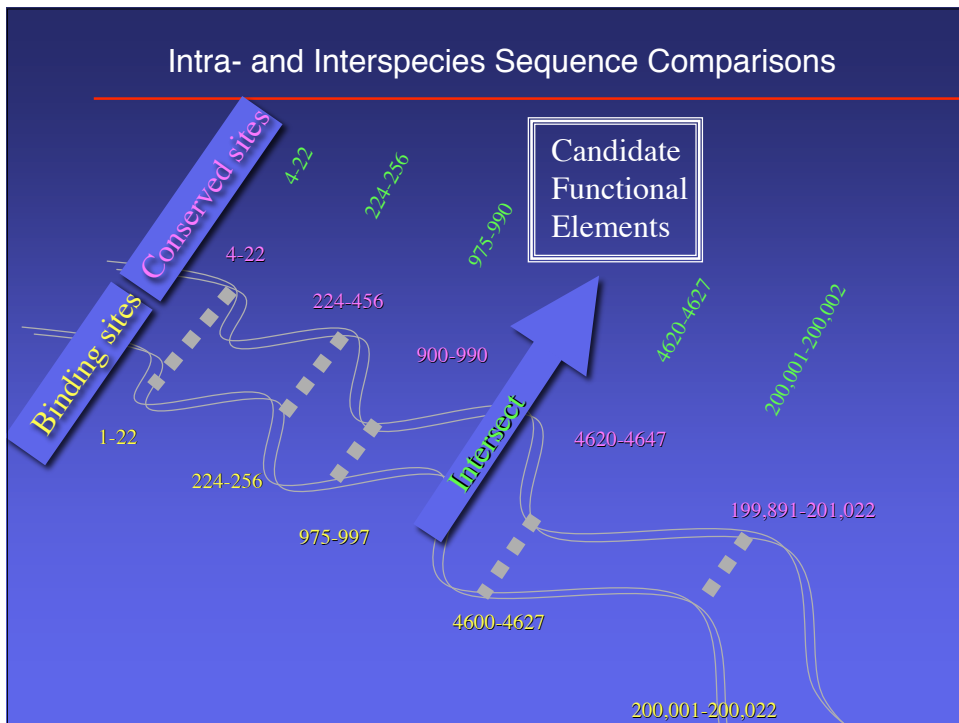 Intra- and Interspecies Sequence Comparisons
Conserved sites
Binding sites
4-22
224-256
975-990
4620-4627
200,001-200,002
Candidate
Functional
Elements
4-22
224-456
900-990
4620-4647
199,891-201,022
Intersect
1-22
224-256
975-997
4600-4627
200,001-200,022